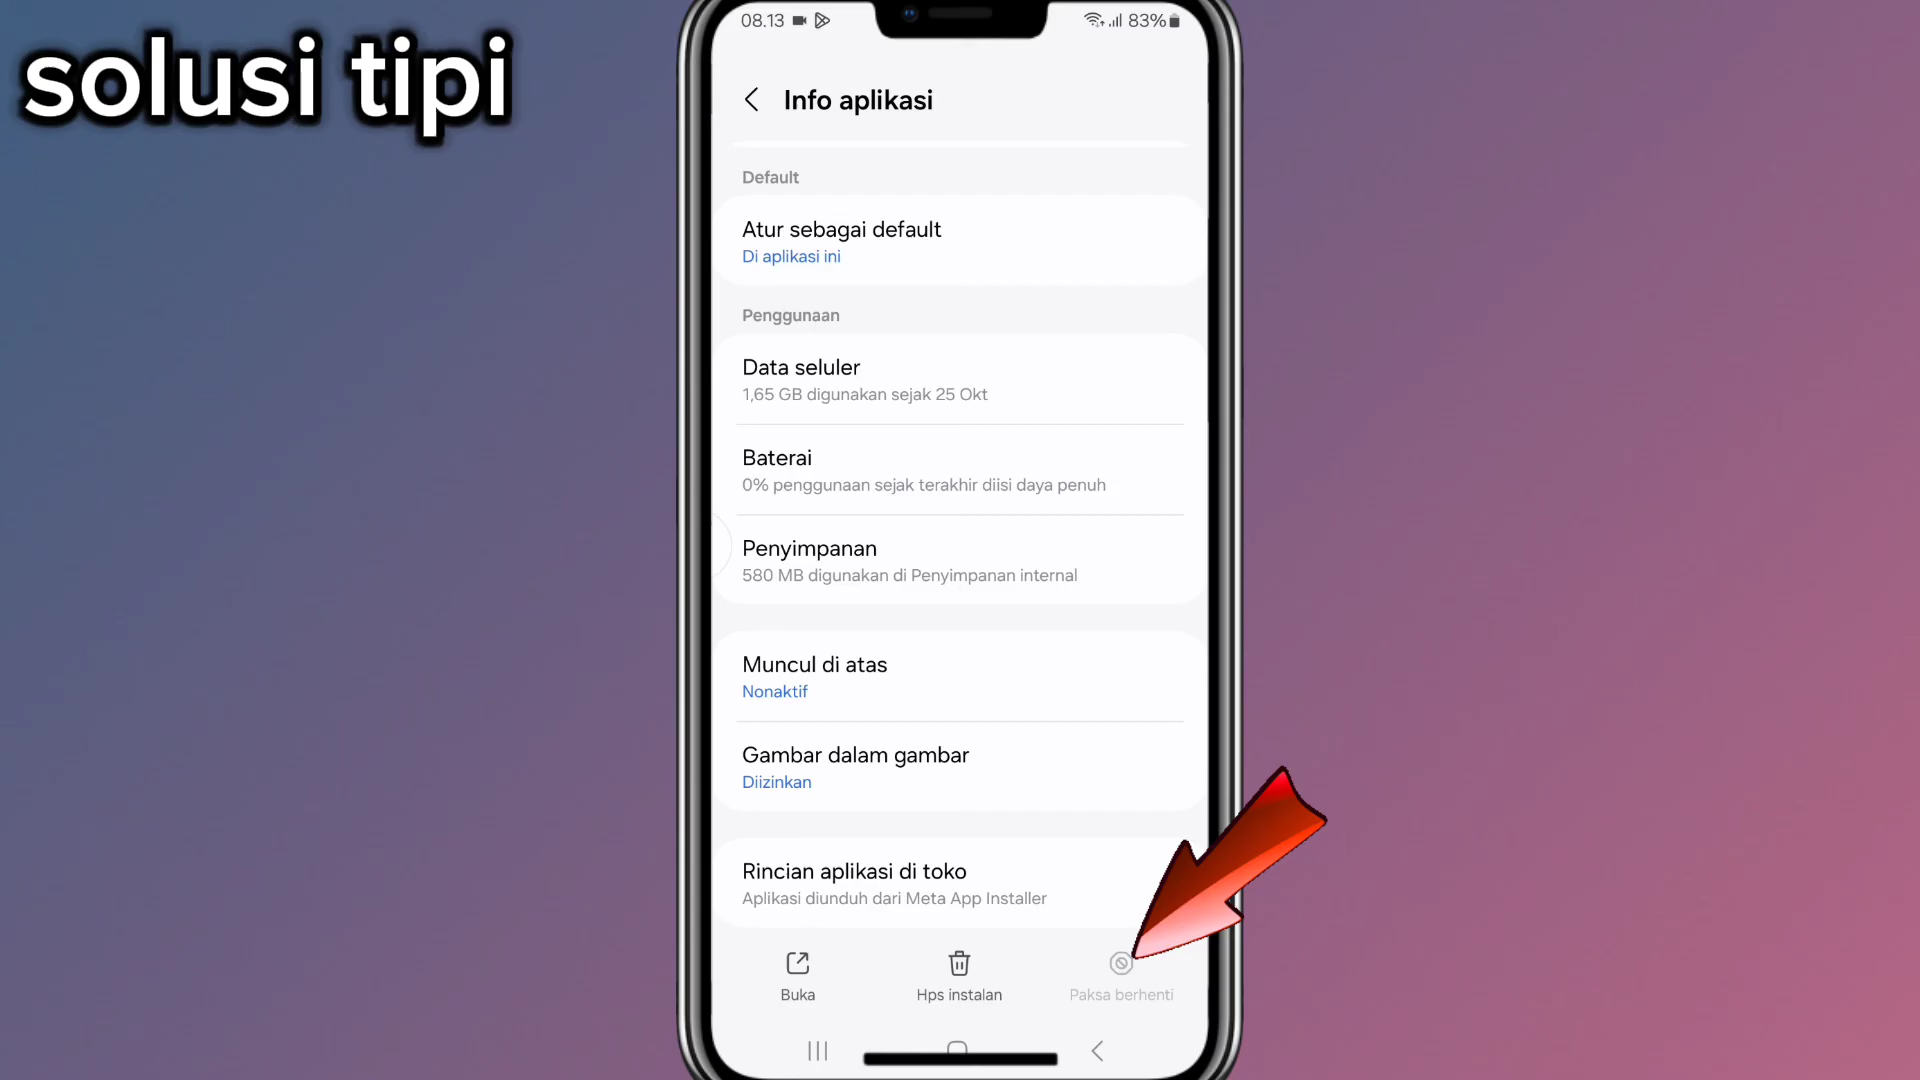 solusi tipi
08.13
83%
Info aplikasi
Default
Atur sebagai default
Di aplikasi ini
Penggunaan
Data seluler
1,65 GB digunakan sejak 25 Okt
Baterai
0% penggunaan sejak terakhir diisi daya penuh
Penyimpanan
580 MB digunakan di Penyimpanan internal
Muncul di atas
Nonaktif
Gambar dalam gambar
Diizinkan
Rincian aplikasi di toko
Aplikasi diunduh dari Meta App Installer
Buka
Hps instalan
Paksa berhenti